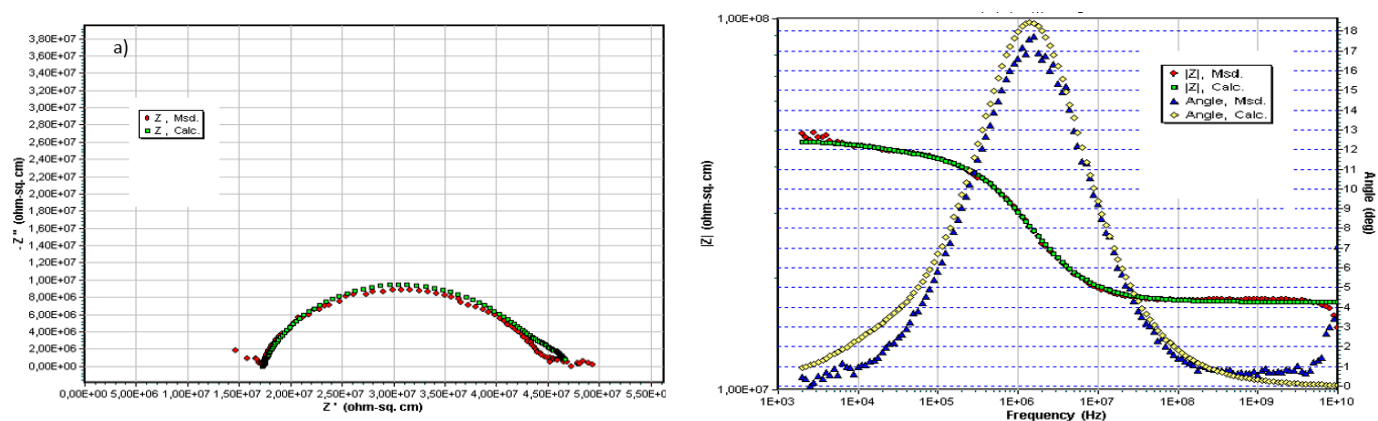 a)
3,80E+07
3,60E+07
3,40E+07
3,20E+07
3,00E+07
2,80E+07
2,60E+07
2,40E+07
2,20E+07
2,00E+07
1,80E+07
1,60E+07
1,40E+07
1,20E+07
1,00E+07
8,00E+06
6,00E+06
4,00E+06
2,00E+06
0,00E+00
- Z '' (ohm-sq. cm)
Z , Msd.
Z , Calc.
0,00E+00 5,00E+06 1,00E+07 1,50E+07 2,00E+07 2,50E+07 3,00E+07 3,50E+07 4,00E+07 4,50E+07 5,00E+07
Z ' (ohm-sq. cm)
1,00E+08
1,00E+07
|Z| (ohm-sq. cm)
|Z|, Msd.
|Z|, Calc.
Angle, Msd.
Angle, Calc.
18
17
16
15
14
13
12
11
10
9
8
7
6
5
4
3
2
1
0
Angle (deg)
1E+03 1E+04 1E+05 1E+06 1E+07 1E+08 1E+09 1E+10
Frequency (Hz)